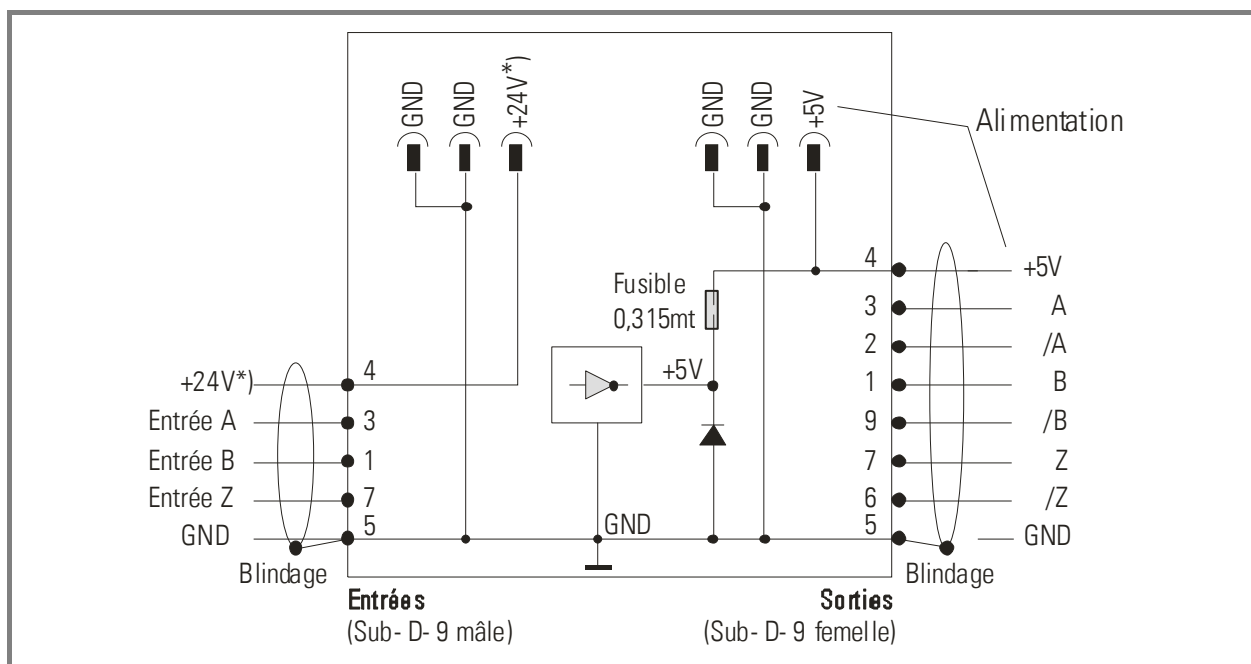 GND
GND
+24V*)
GND
GND
+5V
Alimentation
Fusible
0,315mt
+5V
GND
+24V*)
4
Entrée A
3
Entrée B
1
Entrée Z
7
GND
5
Blindage
4
+5V
3
A
2
/A
1
B
9
/B
7
Z
6
/Z
5
GND
Blindage
Entrées
(Sub- D- 9 mâle)
Sorties
(Sub- D- 9 femelle)